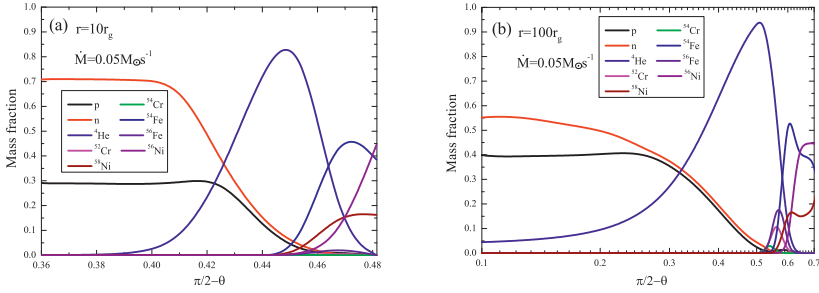 (a)
r=10r_g
Ṁ=0.05M⊙s⁻¹
p
n
⁴He
⁵²Cr
⁵⁸Ni
⁵⁴Cr
⁵⁴Fe
⁵⁶Fe
⁵⁶Ni
Mass fraction
1.0
0.9
0.8
0.7
0.6
0.5
0.4
0.3
0.2
0.1
0.0
0.36 0.38 0.40 0.42 0.44 0.46 0.48
π/2−θ
(b)
r=100r_g
Ṁ=0.05M⊙s⁻¹
p
n
⁴He
⁵²Cr
⁵⁸Ni
⁵⁴Cr
⁵⁴Fe
⁵⁶Fe
⁵⁶Ni
Mass fraction
1.0
0.9
0.8
0.7
0.6
0.5
0.4
0.3
0.2
0.1
0.0
0.1 0.2 0.3 0.4 0.5 0.6 0.7
π/2−θ